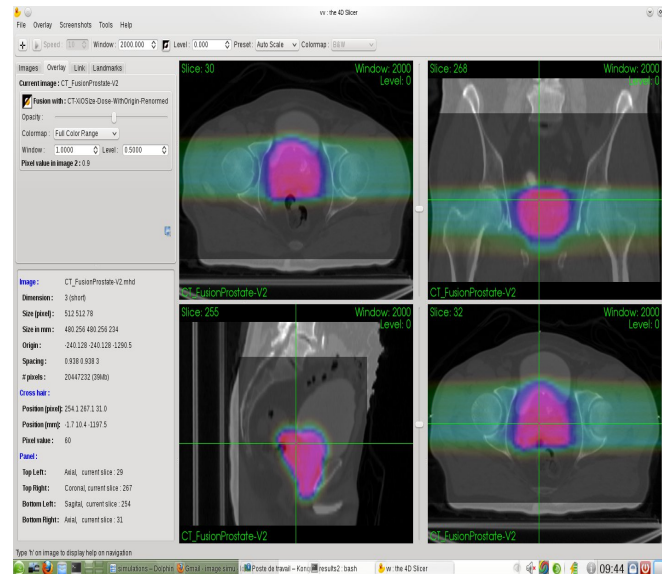 vv : the 4D Slicer
File Overlay Screenshots Tools Help
Speed: 10 Window: 2000.000 Level: 0.000 Preset: Auto Scale Colormap: B&W
Images Overlay Link Landmarks
Current image : CT_FusionProstate-V2
Fusion with : CT-XiOSize-Dose-WithOrigin-Renormed
Opacity :
Colormap : Full Color Range
Window : 1.0000 Level: 0.5000
Pixel value in image 2 : 0.9
Image : CT_FusionProstate-V2.mhd
Dimension : 3 (short)
Size (pixel) : 512 512 78
Size in mm : 480.256 480.256 234
Origin : -240.128 -240.128 -1290.5
Spacing : 0.938 0.938 3
# pixels : 20447232 (39Mb)
Cross hair :
Position (pixel): 254.1 267.1 31.0
Position (mm): -1.7 10.4 -1197.5
Pixel value : 60
Panel :
Top Left : Axial, current slice : 29
Top Right : Coronal, current slice : 267
Bottom Left : Sagital, current slice : 254
Bottom Right : Axial, current slice : 31
Slice: 30
Window: 2000
Level: 0
CT_FusionProstate-V2
Slice: 268
Window: 2000
Level: 0
CT_FusionProstate-V2
Slice: 255
Window: 2000
Level: 0
CT_FusionProstate-V2
Slice: 32
Window: 2000
Level: 0
CT_FusionProstate-V2
Type 'h' on image to display help on navigation
simulations – Dolphin Gmail - image.simu Poste de travail – Kon results2 : bash vv : the 4D Slicer 09:44